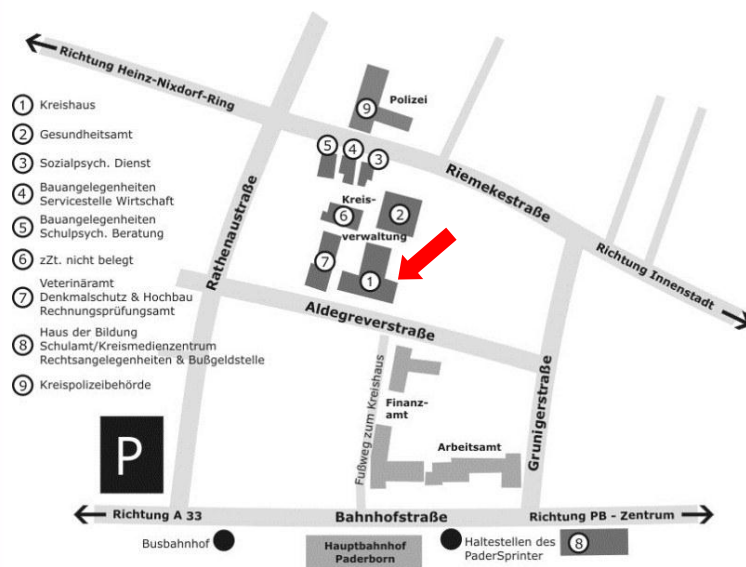 Richtung Heinz-Nixdorf-Ring
Polizei
9
1 Kreishaus
2 Gesundheitsamt
3 Sozialpsych. Dienst
4 Bauangelegenheiten
Servicestelle Wirtschaft
5 Bauangelegenheiten
Schulpsych. Beratung
6 zZt. nicht belegt
7 Veterinäramt
Denkmalschutz & Hochbau
Rechnungsprüfungsamt
8 Haus der Bildung
Schulamt/Kreismedienzentrum
Rechtsangelegenheiten & Bußgeldstelle
9 Kreispolizeibehörde
5
4
3
Riemekestraße
Rathenaustraße
Kreis-
6
2
verwaltung
7
1
Richtung Innenstadt
Aldegreverstraße
Fußweg zum Kreishaus
Finanz-
amt
Arbeitsamt
Grunigerstraße
P
Richtung A 33
Bahnhofstraße
Richtung PB - Zentrum
Busbahnhof
Hauptbahnhof
Paderborn
Haltestellen des
PaderSprinter
8